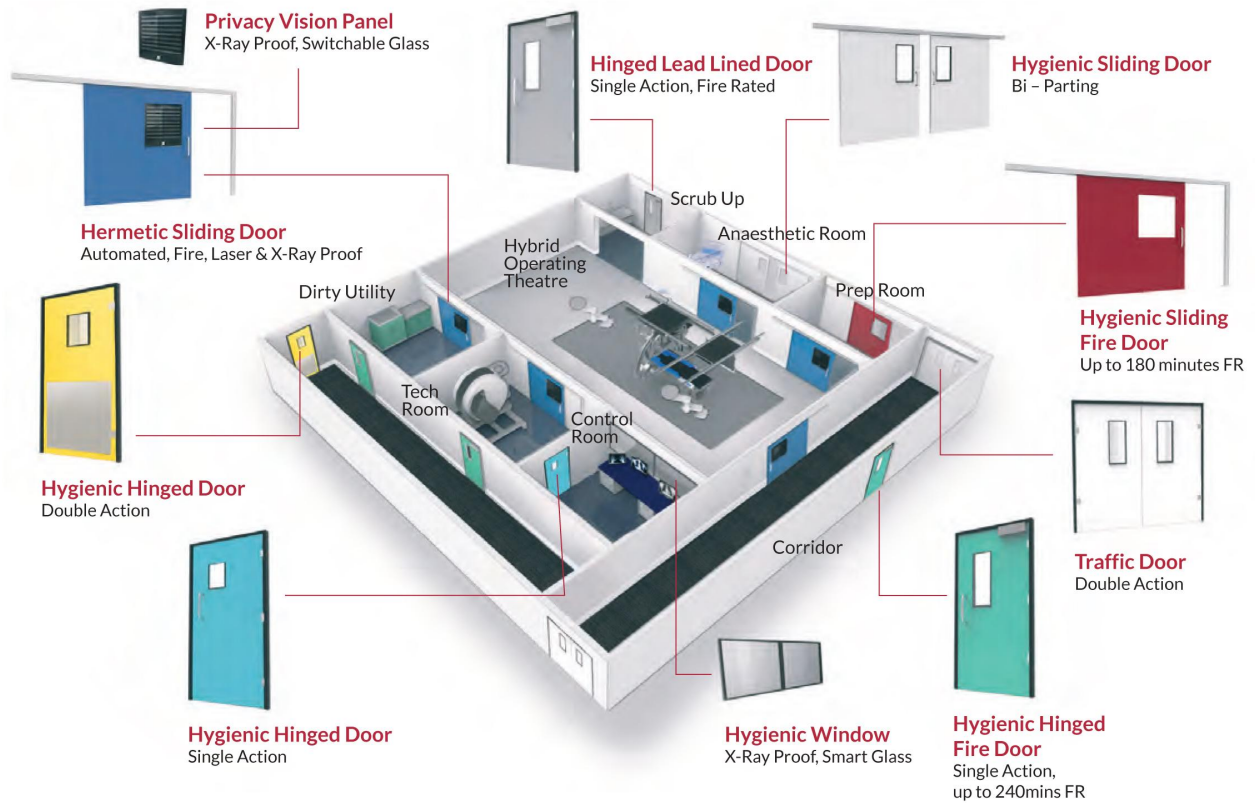 Privacy Vision Panel
X-Ray Proof, Switchable Glass
Hinged Lead Lined Door
Single Action, Fire Rated
Hygienic Sliding Door
Bi – Parting
Hermetic Sliding Door
Automated, Fire, Laser & X-Ray Proof
Scrub Up
Anaesthetic Room
Hybrid
Operating
Theatre
Dirty Utility
Prep Room
Hygienic Sliding
Fire Door
Up to 180 minutes FR
Tech
Room
Control
Room
Hygienic Hinged Door
Double Action
Corridor
Traffic Door
Double Action
Hygienic Hinged Door
Single Action
Hygienic Window
X-Ray Proof, Smart Glass
Hygienic Hinged
Fire Door
Single Action,
up to 240mins FR